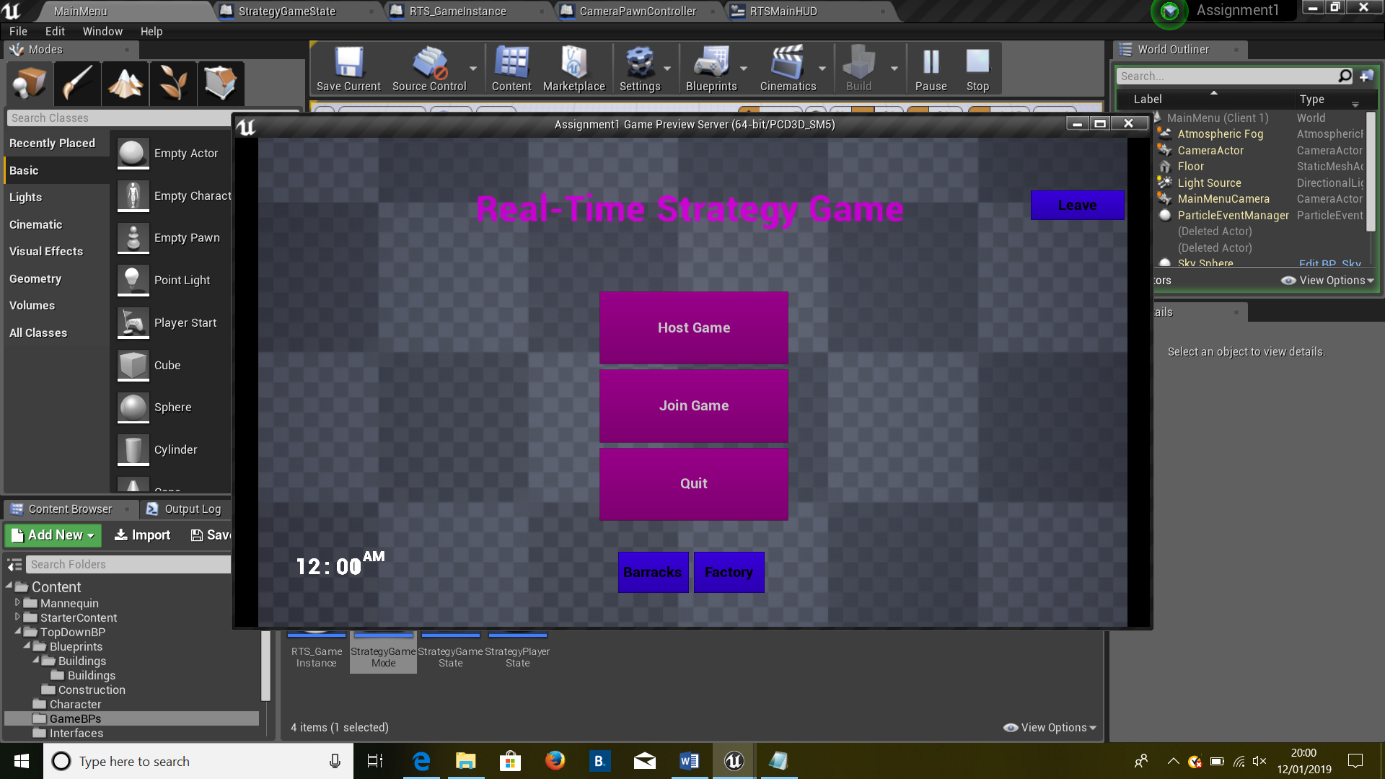 MainMenu
StrategyGameState
RTS_GameInstance
CameraPawnController
RTSMainHUD
Assignment1
File Edit Window Help
Modes
Save Current
Source Control
Content
Marketplace
Settings
Blueprints
Cinematics
Build
Pause
Stop
World Outliner
Search...
Label Type
MainMenu (Client 1) World
Atmospheric Fog Atmospheric
CameraActor CameraActor
Floor StaticMeshAc
Light Source DirectionalLig
MainMenuCamera CameraActor
ParticleEventManager ParticleEvent
(Deleted Actor)
(Deleted Actor)
Sky Sphere Edit BP_Sky
tors
View Options
ails
Select an object to view details.
Search Classes
Recently Placed
Basic
Lights
Cinematic
Visual Effects
Geometry
Volumes
All Classes
Empty Actor
Empty Charact
Empty Pawn
Point Light
Player Start
Cube
Sphere
Cylinder
Cone
Assignment1 Game Preview Server (64-bit/PCD3D_SM5)
Real-Time Strategy Game
Leave
Host Game
Join Game
Quit
12:00 AM
Barracks Factory
Content Browser
Output Log
Add New
Import
Save
Search Folders
Content
Mannequin
StarterContent
TopDownBP
Blueprints
Buildings
Buildings
Construction
Character
GameBPs
Interfaces
RTS_Game
Instance
StrategyGame
Mode
StrategyGame
State
StrategyPlayer
State
4 items (1 selected)
View Options
Type here to search
B.
20:00
12/01/2019